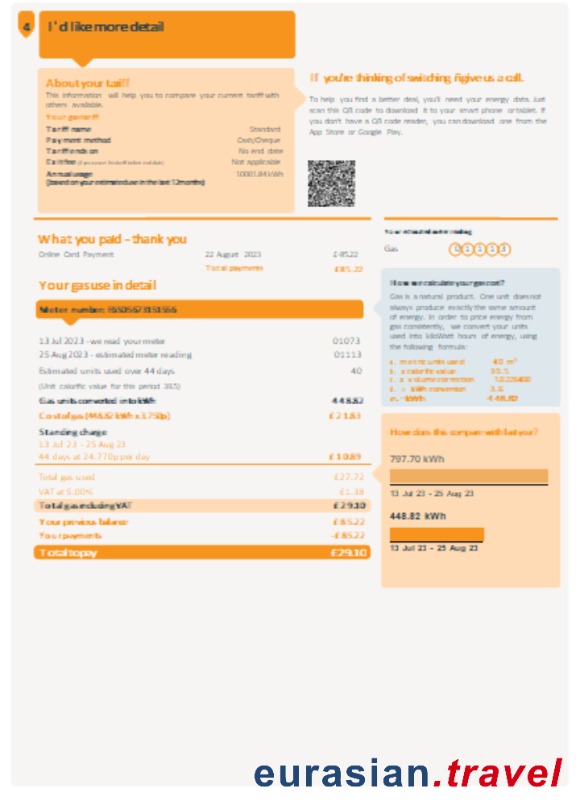 4
I'd like more detail
About your tariff
This information will help you to compare your current tariff with
others available.
Your gas tariff
Tariff name Standard
Payment method Cash/Cheque
Tariff ends on No end date
Exit fee Not applicable
Annual usage
(based on your estimated use in the last 12 months)
If you're thinking of switching give us a call.
To help you find a better deal, you'll need your energy data. Just
scan this QR code to download it to your smart phone or tablet. If
you don't have a QR code reader, you can download one from the
App Store or Google Play.
What you paid - thank you
Online Card Payment 22 August 2023 £-85.22
Total payments £85.22
Gas 0 1 1 1 3
Your gas use in detail
Meter number:
13 Jul 2023 - we read your meter 01073
25 Aug 2023 - estimated meter reading 01113
Estimated units used over 44 days 40
(Unit calorific value for this period 39.5)
Gas units converted into kWh 448.82
Cost of gas (448.82 kWh x 3.750p) £21.83
Standing charge
13 Jul 23 - 25 Aug 23
44 days at 24.770p per day £10.89
Total gas used £27.72
VAT at 5.00% £1.38
Total gas including VAT £29.10
Your previous balance £85.22
Your payments -£85.22
Total to pay £29.10
How we calculate your gas cost?
Gas is a natural product. One unit does not
always produce exactly the same amount
of energy. In order to price energy from
gas consistently, we convert your units
used into kiloWatt hours of energy, using
the following formula:
a. metric units used 40 m³
b. x calorific value
c. x volume correction 1.0226400
d. ÷ kWh conversion 3.6
e. =kWh 448.82
How does this compare with last year?
797.70 kWh
13 Jul 23 - 25 Aug 23
448.82 kWh
13 Jul 23 - 25 Aug 23
eurasian.travel